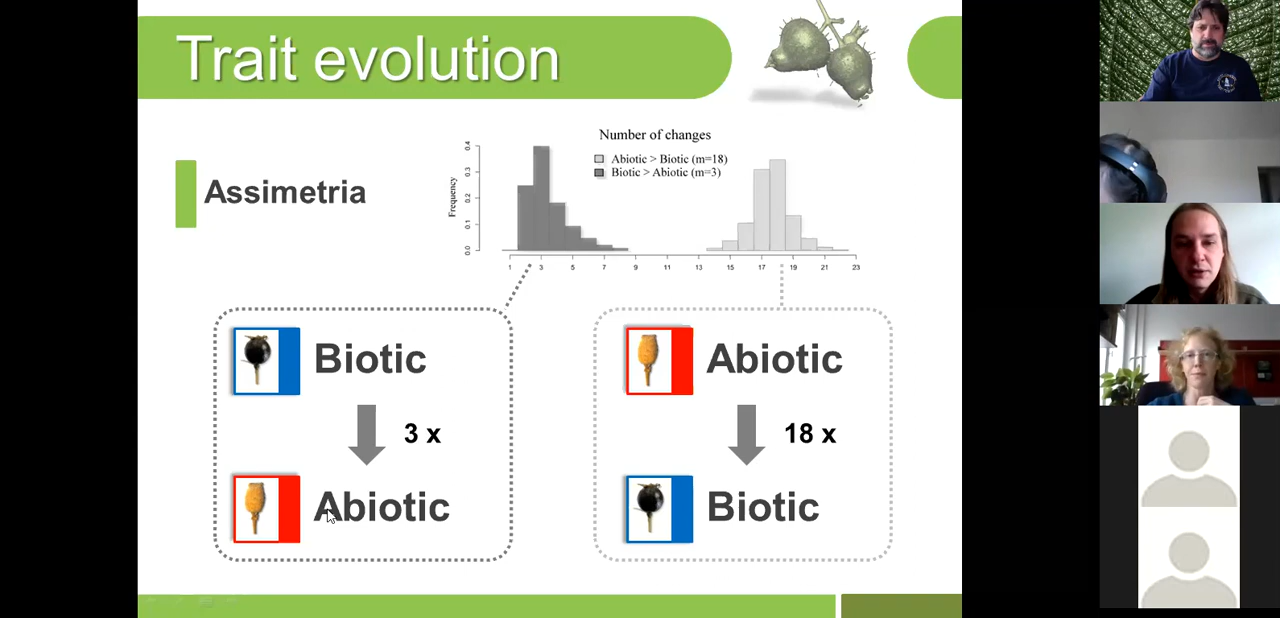 Trait evolution
Assimetria
Number of changes
Abiotic > Biotic (m=18)
Biotic > Abiotic (m=3)
Frequency
0.0 0.1 0.2 0.3 0.4
1 3 5 7 9 11 13 15 17 19 21 23
Biotic
3 x
Abiotic
Abiotic
18 x
Biotic